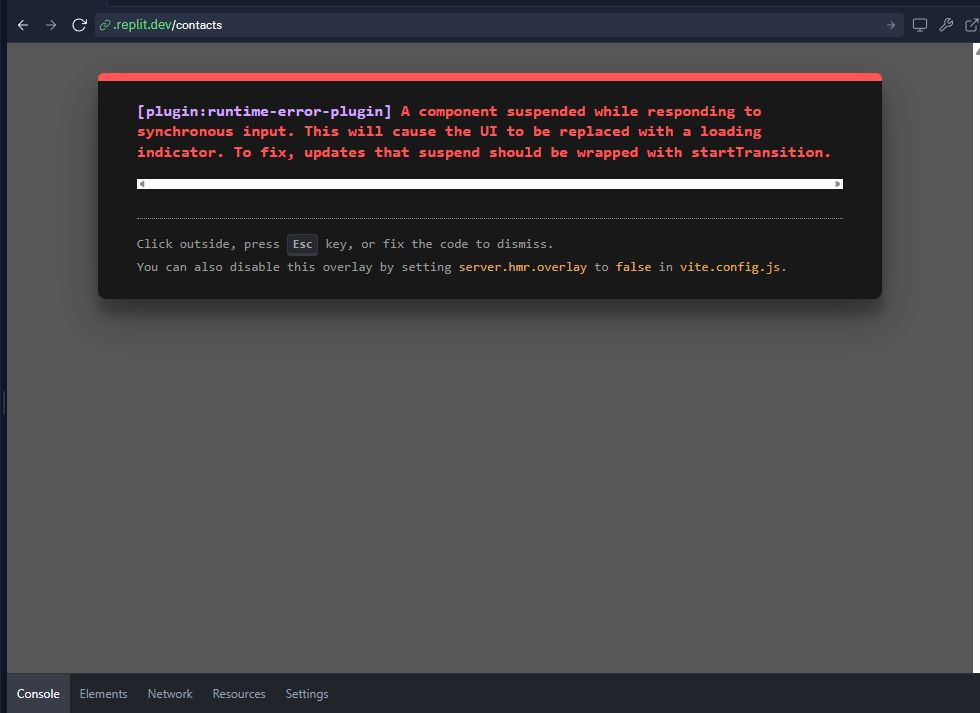 .replit.dev/contacts
[plugin:runtime-error-plugin] A component suspended while responding to
synchronous input. This will cause the UI to be replaced with a loading
indicator. To fix, updates that suspend should be wrapped with startTransition.
Click outside, press Esc key, or fix the code to dismiss.
You can also disable this overlay by setting server.hmr.overlay to false in vite.config.js.
Console Elements Network Resources Settings